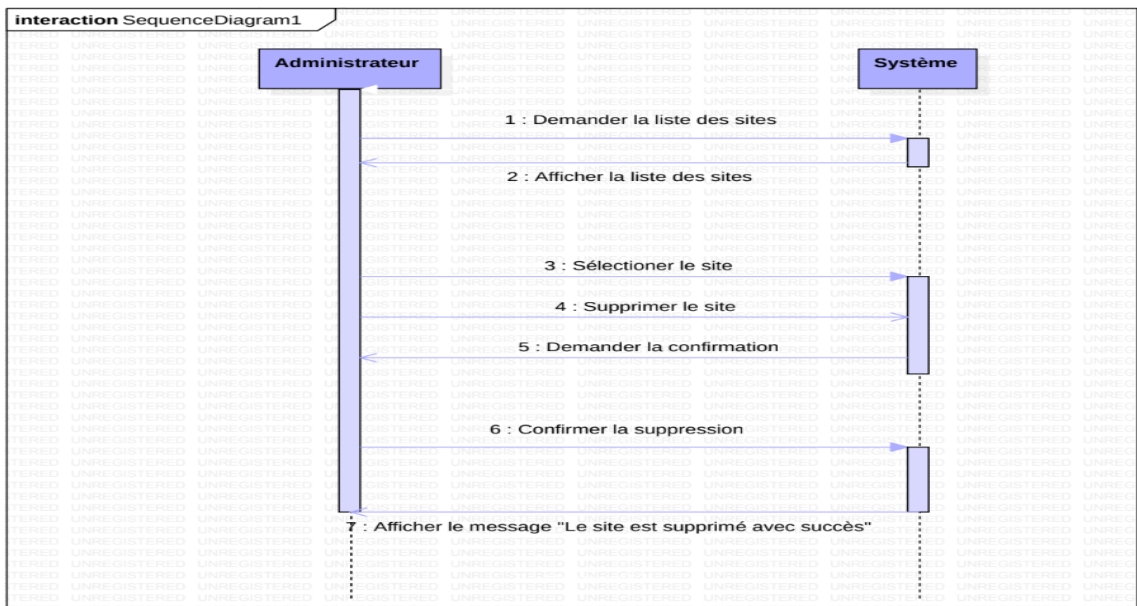 interaction SequenceDiagram1
Administrateur
Système
1 : Demander la liste des sites
2 : Afficher la liste des sites
3 : Sélectioner le site
4 : Supprimer le site
5 : Demander la confirmation
6 : Confirmer la suppression
7 : Afficher le message "Le site est supprimé avec succès"
UNREGISTERED